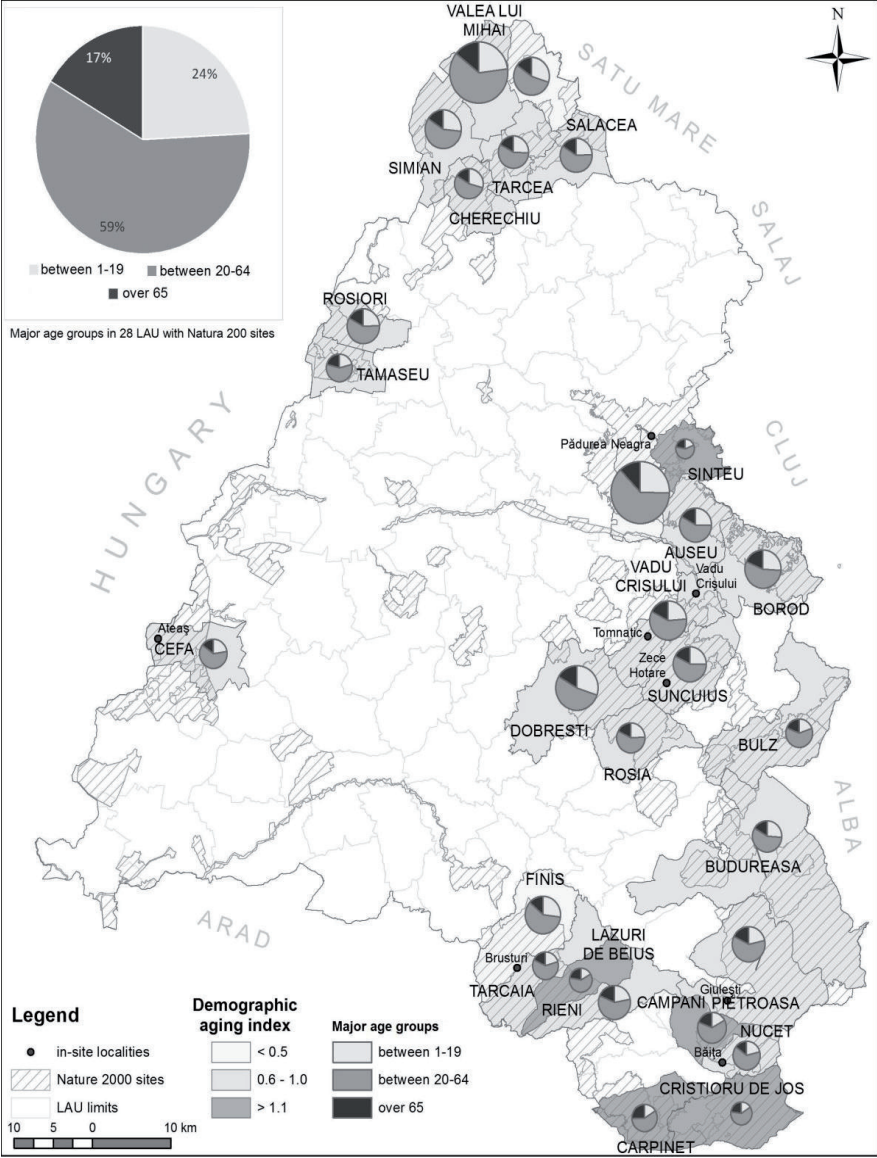 17%
24%
59%
between 1-19
between 20-64
over 65
Major age groups in 28 LAU with Natura 200 sites
N
VALEA LUI
MIHAI
SATU MARE
SALACEA
SIMIAN
TARCEA
CHERECHIU
SALAJ
ROSIORI
TAMASEU
HUNGARY
CLUJ
Pădurea Neagra
SINTEU
AUSEU
VADU
CRISULUI
Vadu
Crișului
BOROD
Ateaș
CEFA
Tomnatic
Zece
Hotare
SUNCUIUS
DOBRESTI
ROSIA
BULZ
ALBA
BUDUREASA
ARAD
FINIS
LAZURI
DE BEIUS
Brusturi
TARCAIA
RIENI
Giulești
CAMPANI PIETROASA
NUCET
Băița
CRISTIORU DE JOS
CARPINET
Legend
in-site localities
Nature 2000 sites
LAU limits
10 5 0 10 km
Demographic
aging index
< 0.5
0.6 - 1.0
> 1.1
Major age groups
between 1-19
between 20-64
over 65